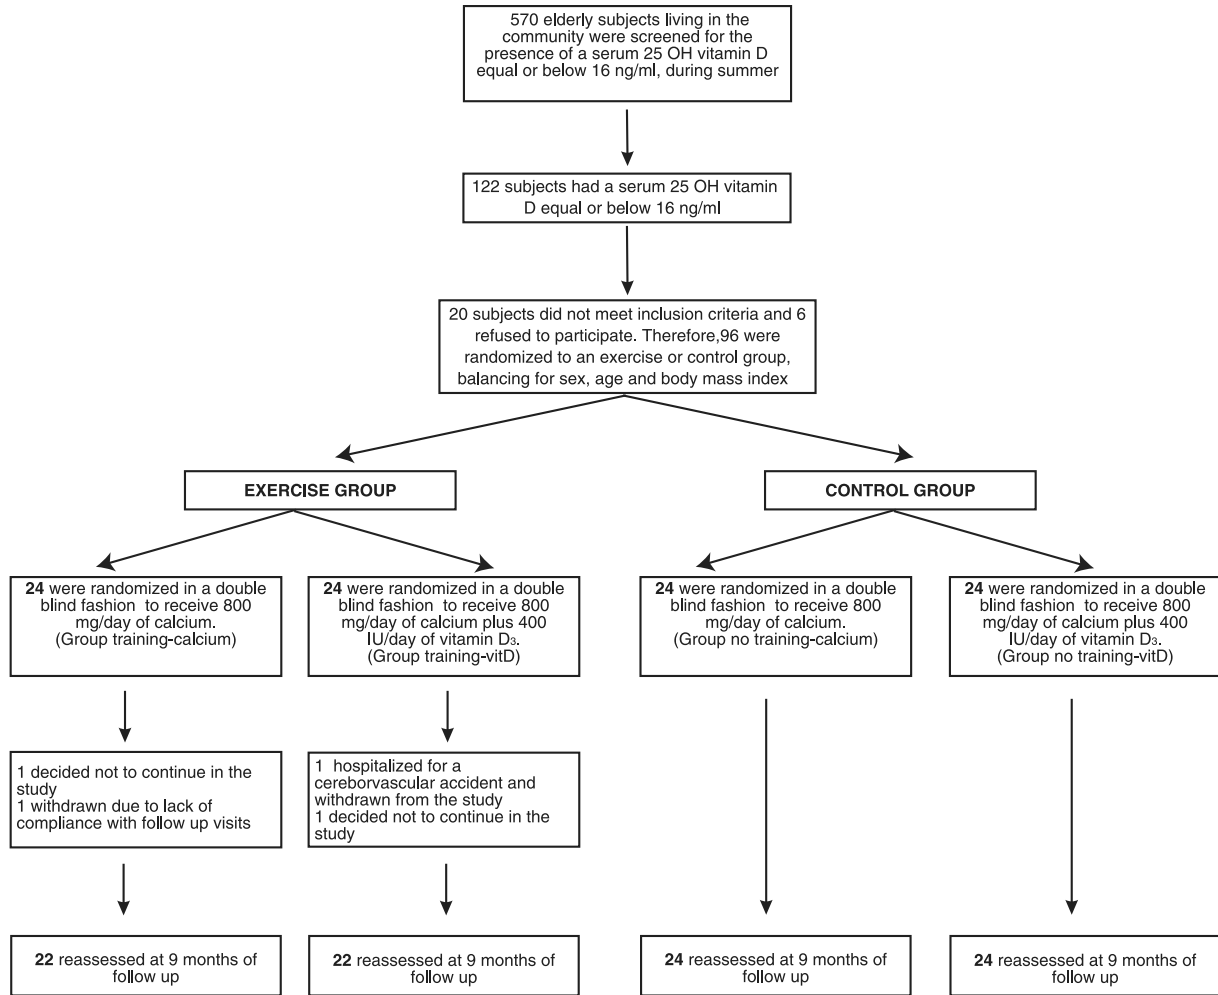 570 elderly subjects living in the
community were screened for the
presence of a serum 25 OH vitamin D
equal or below 16 ng/ml, during summer
122 subjects had a serum 25 OH vitamin
D equal or below 16 ng/ml
20 subjects did not meet inclusion criteria and 6
refused to participate. Therefore,96 were
randomized to an exercise or control group,
balancing for sex, age and body mass index
EXERCISE GROUP
CONTROL GROUP
24 were randomized in a double
blind fashion to receive 800
mg/day of calcium.
(Group training-calcium)
24 were randomized in a double
blind fashion to receive 800
mg/day of calcium plus 400
IU/day of vitamin D₃.
(Group training-vitD)
24 were randomized in a double
blind fashion to receive 800
mg/day of calcium.
(Group no training-calcium)
24 were randomized in a double
blind fashion to receive 800
mg/day of calcium plus 400
IU/day of vitamin D₃.
(Group no training-vitD)
1 decided not to continue in the
study
1 withdrawn due to lack of
compliance with follow up visits
1 hospitalized for a
cereborvascular accident and
withdrawn from the study
1 decided not to continue in the
study
22 reassessed at 9 months of
follow up
22 reassessed at 9 months of
follow up
24 reassessed at 9 months of
follow up
24 reassessed at 9 months of
follow up